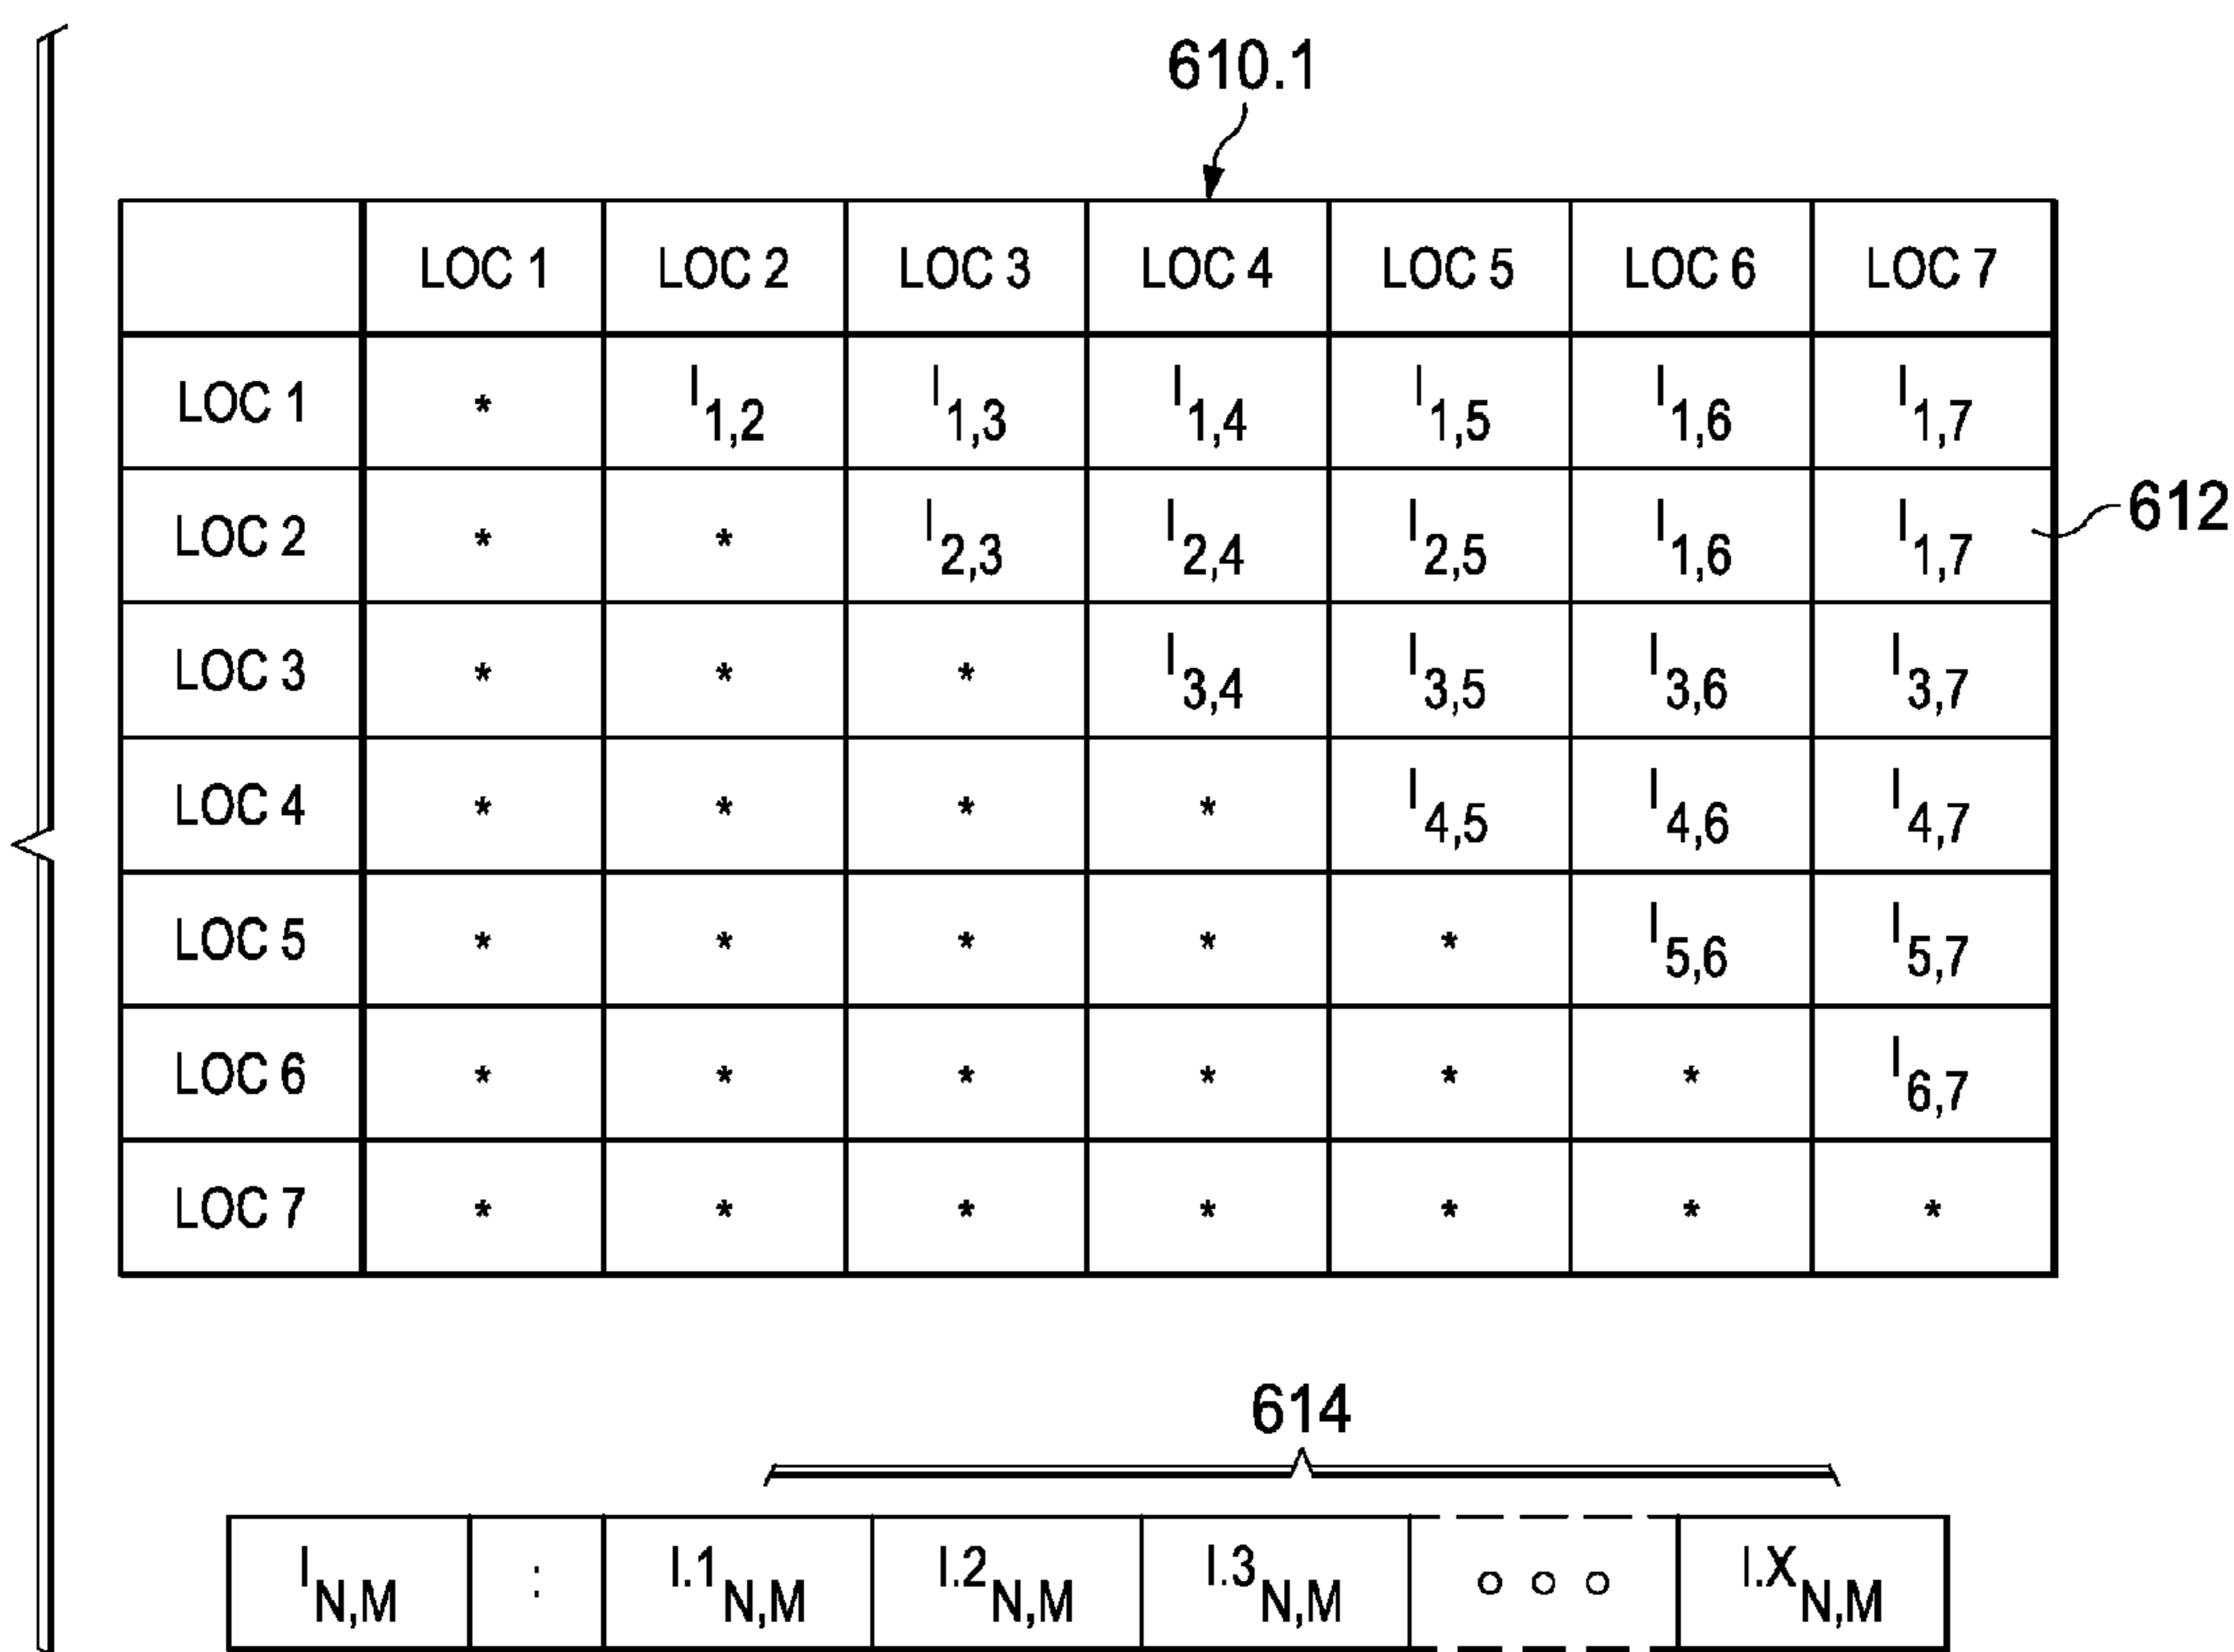 610.1
LOC 1 LOC 2 LOC 3 LOC 4 LOC 5 LOC 6 LOC 7
LOC 1 * I1,2 I1,3 I1,4 I1,5 I1,6 I1,7
LOC 2 * * I2,3 I2,4 I2,5 I1,6 I1,7
612
LOC 3 * * * I3,4 I3,5 I3,6 I3,7
LOC 4 * * * * I4,5 I4,6 I4,7
LOC 5 * * * * * I5,6 I5,7
LOC 6 * * * * * * I6,7
LOC 7 * * * * * * *
614
IN,M : I.1N,M I.2N,M I.3N,M o o o I.XN,M